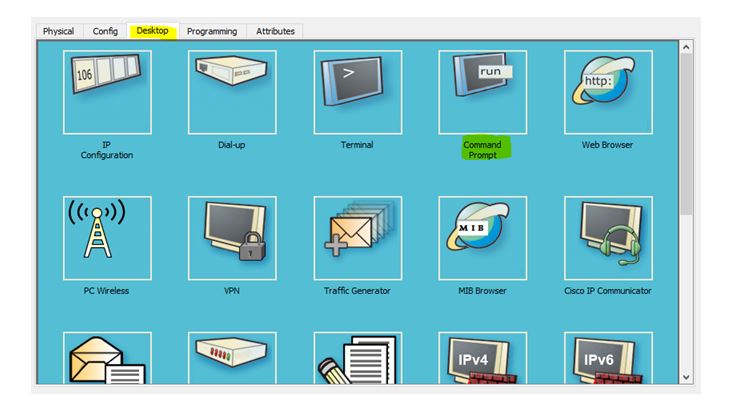 Physical Config Desktop Programming Attributes
106
>
run
http:
IP
Configuration
Dial-up
Terminal
Command
Prompt
Web Browser
MIB
PC Wireless
VPN
Traffic Generator
MIB Browser
Cisco IP Communicator
IPv4
IPv6